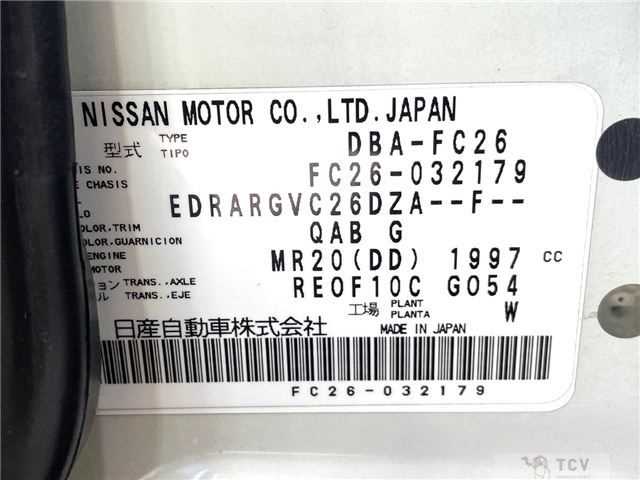 NISSAN MOTOR CO.,LTD.JAPAN
型式 TYPE TIPO DBA-FC26
IS NO. E CHASIS FC26-032179
LO EDRARGVC26DZA--F--
OLOR,TRIM OLOR,GUARNICION QAB G
ENGINE MOTOR MR20(DD) 1997 CC
ョン TRANS.,AXLE ル TRANS.,EJE RE0F10C G054
工場 PLANT PLANTA W
日産自動車株式会社 MADE IN JAPAN
FC26-032179
TCV